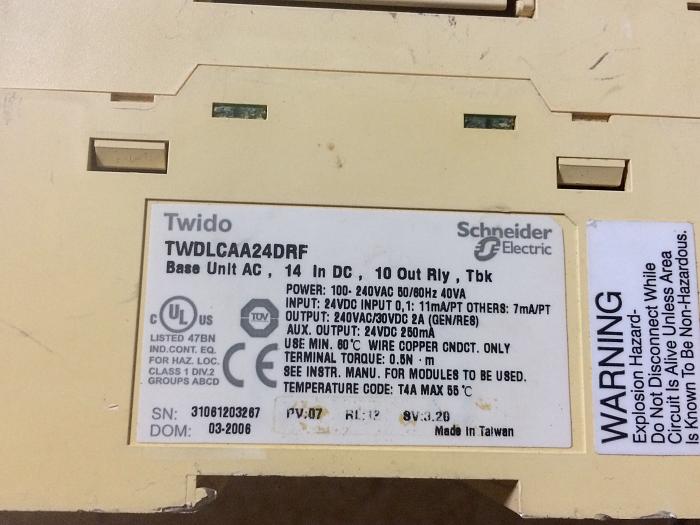 Twido
Schneider
Electric
TWDLCAA24DRF
Base Unit AC , 14 In DC , 10 Out Rly , Tbk
POWER: 100- 240VAC 50/60Hz 40VA
INPUT: 24VDC INPUT 0,1: 11mA/PT OTHERS: 7mA/PT
OUTPUT: 240VAC/30VDC 2A (GEN/RES)
AUX. OUTPUT: 24VDC 250mA
USE MIN. 60°C WIRE COPPER CNDCT. ONLY
TERMINAL TORQUE: 0.5N · m
SEE INSTR. MANU. FOR MODULES TO BE USED.
TEMPERATURE CODE: T4A MAX 55 °C
C UL US
LISTED 47BN
IND.CONT. EQ.
FOR HAZ. LOC.
CLASS 1 DIV.2
GROUPS ABCD
TÜV
CE
SN: 31061203267 PV:07 RL:12 SV:3.20
DOM: 03-2006 Made in Taiwan
WARNING
Explosion Hazard-
Do Not Disconnect While
Circuit Is Alive Unless Area
Is Known To Be Non-Hazardous.